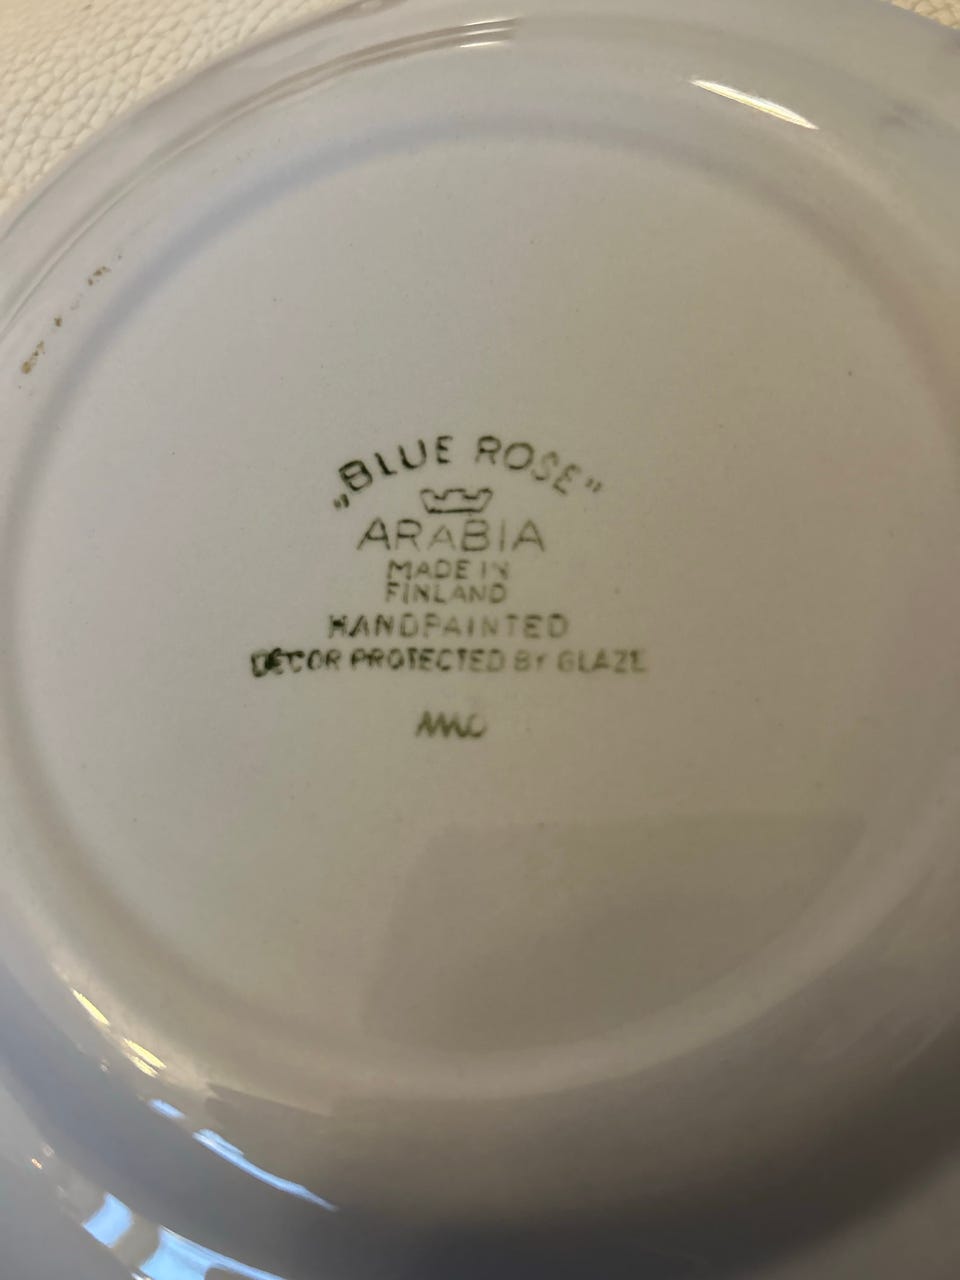 „BLUE ROSE"
ARABIA
MADE IN
FINLAND
HANDPAINTED
DECOR PROTECTED BY GLAZE